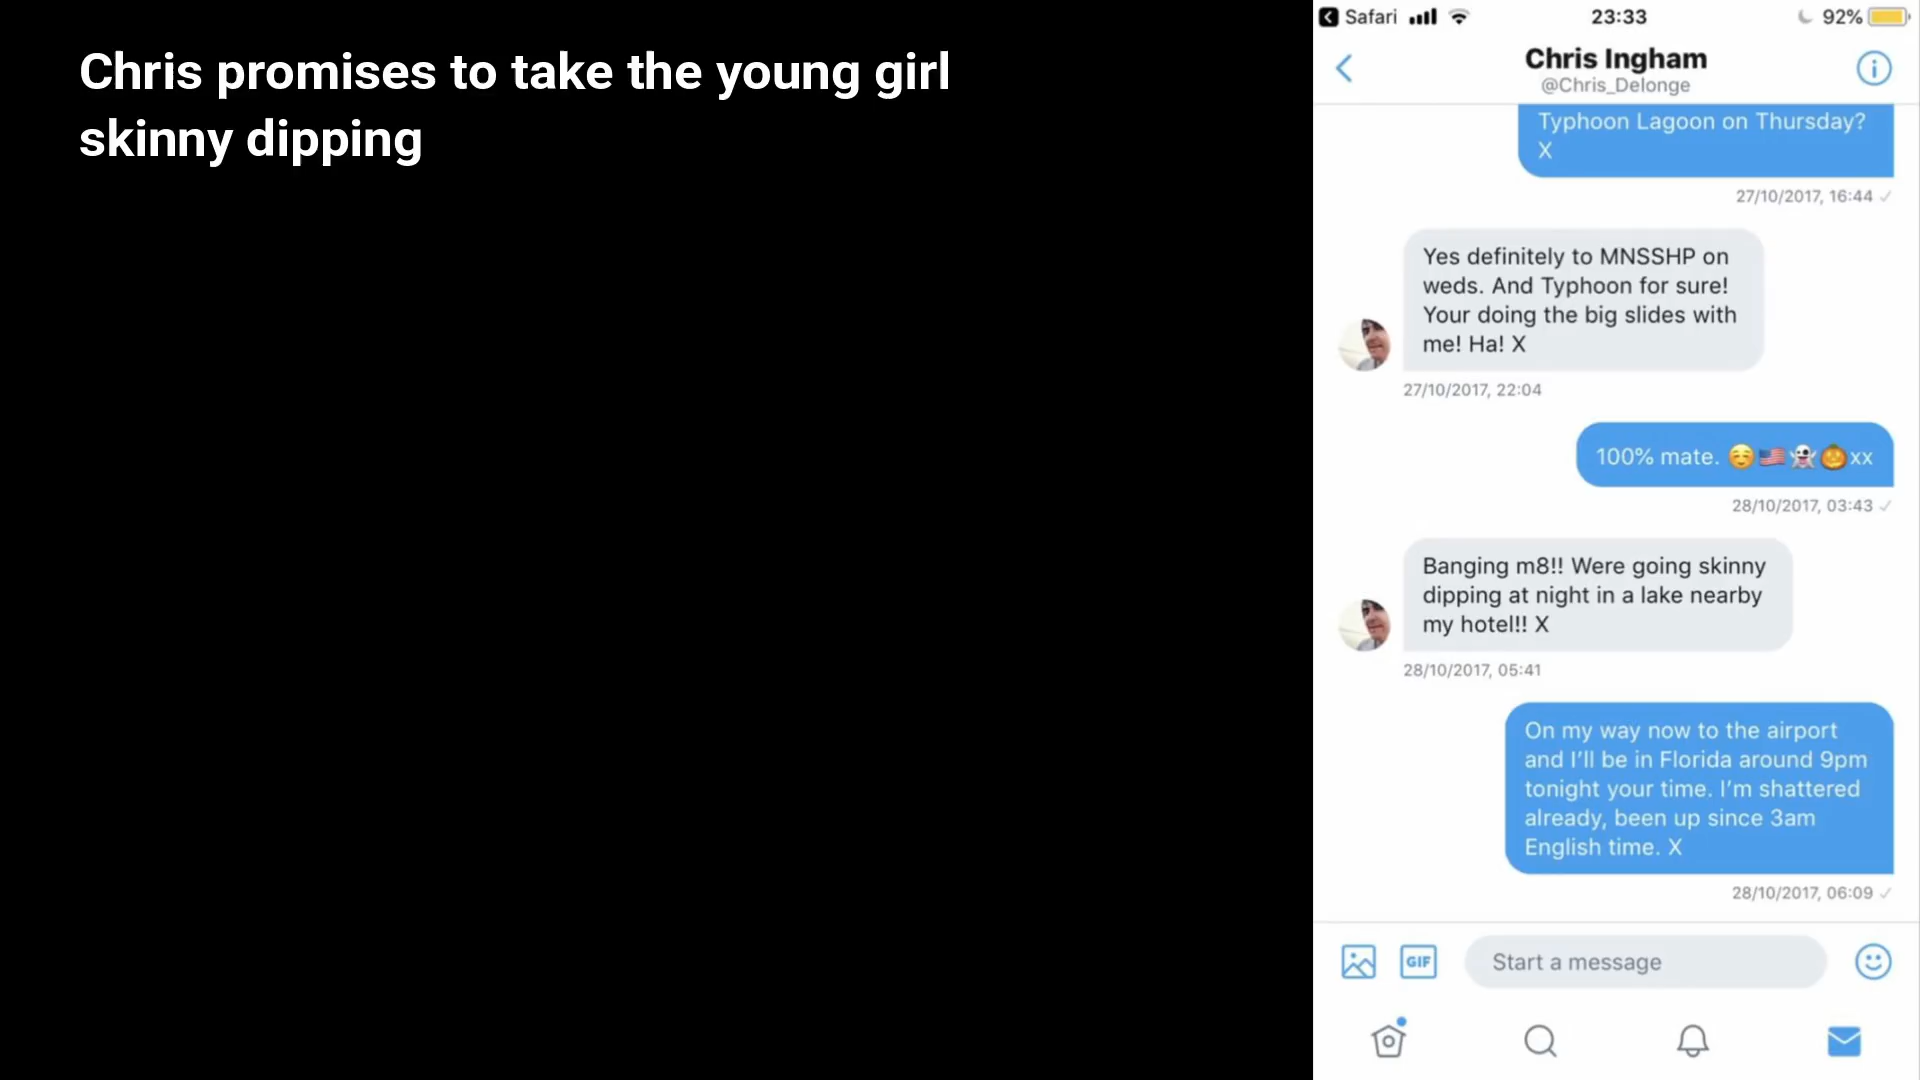 Chris promises to take the young girl
skinny dipping
Safari
23:33
92%
Chris Ingham
@Chris_Delonge
Typhoon Lagoon on Thursday?
X
27/10/2017, 16:44
Yes definitely to MNSSHP on
weds. And Typhoon for sure!
Your doing the big slides with
me! Ha! X
27/10/2017, 22:04
100% mate. ☺️🇺🇸👻🎃xx
28/10/2017, 03:43
Banging m8!! Were going skinny
dipping at night in a lake nearby
my hotel!! X
28/10/2017, 05:41
On my way now to the airport
and I’ll be in Florida around 9pm
tonight your time. I’m shattered
already, been up since 3am
English time. X
28/10/2017, 06:09
GIF
Start a message